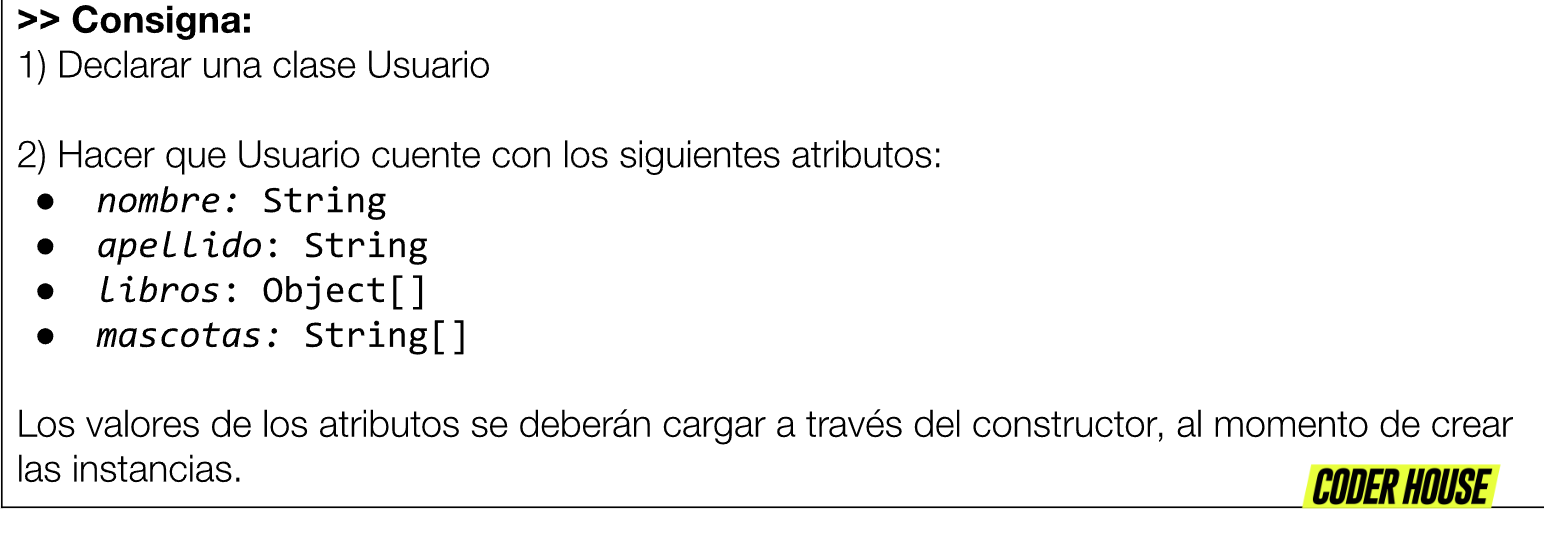 >> Consigna:
1) Declarar una clase Usuario
2) Hacer que Usuario cuente con los siguientes atributos:
● nombre: String
● apellido: String
● libros: Object[]
● mascotas: String[]
Los valores de los atributos se deberán cargar a través del constructor, al momento de crear
las instancias.
CODER HOUSE